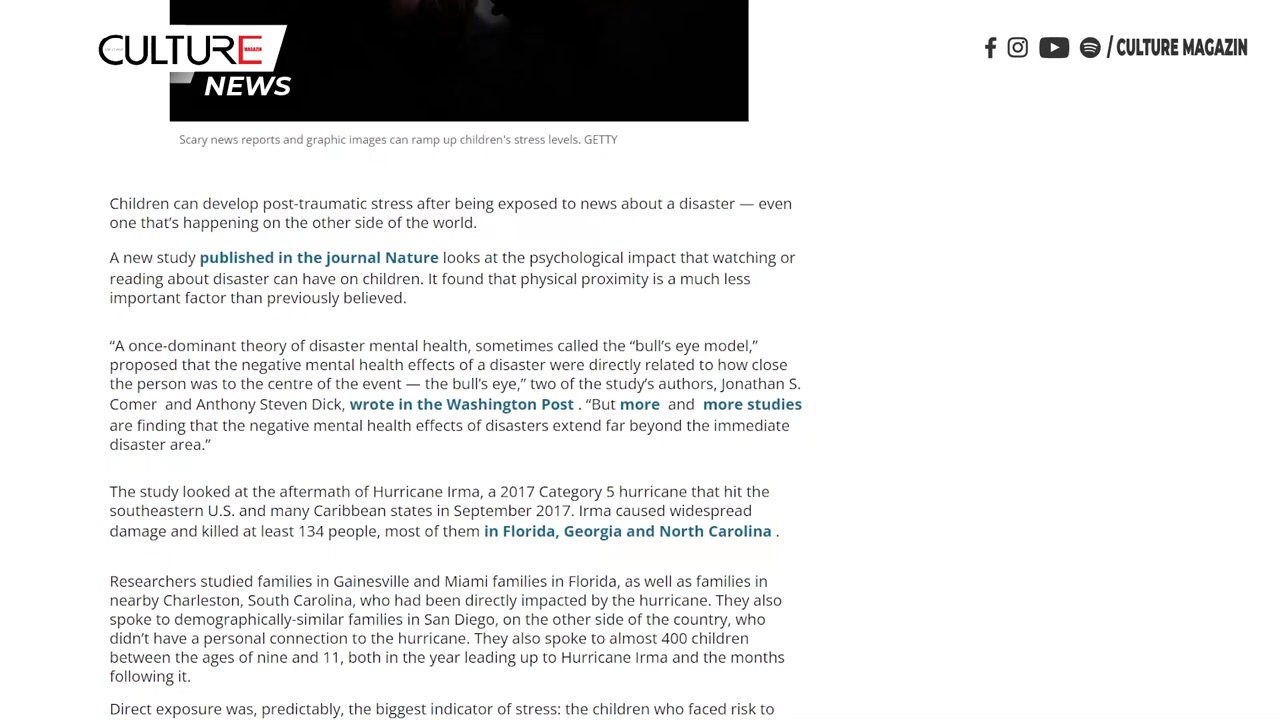 CULTURE MAGAZIN
NEWS
/ CULTURE MAGAZIN
Scary news reports and graphic images can ramp up children's stress levels. GETTY
Children can develop post-traumatic stress after being exposed to news about a disaster — even
one that's happening on the other side of the world.
A new study published in the journal Nature looks at the psychological impact that watching or
reading about disaster can have on children. It found that physical proximity is a much less
important factor than previously believed.
“A once-dominant theory of disaster mental health, sometimes called the “bull’s eye model,”
proposed that the negative mental health effects of a disaster were directly related to how close
the person was to the centre of the event — the bull’s eye,” two of the study’s authors, Jonathan S.
Comer and Anthony Steven Dick, wrote in the Washington Post . “But more and more studies
are finding that the negative mental health effects of disasters extend far beyond the immediate
disaster area.”
The study looked at the aftermath of Hurricane Irma, a 2017 Category 5 hurricane that hit the
southeastern U.S. and many Caribbean states in September 2017. Irma caused widespread
damage and killed at least 134 people, most of them in Florida, Georgia and North Carolina .
Researchers studied families in Gainesville and Miami families in Florida, as well as families in
nearby Charleston, South Carolina, who had been directly impacted by the hurricane. They also
spoke to demographically-similar families in San Diego, on the other side of the country, who
didn’t have a personal connection to the hurricane. They also spoke to almost 400 children
between the ages of nine and 11, both in the year leading up to Hurricane Irma and the months
following it.
Direct exposure was, predictably, the biggest indicator of stress: the children who faced risk to